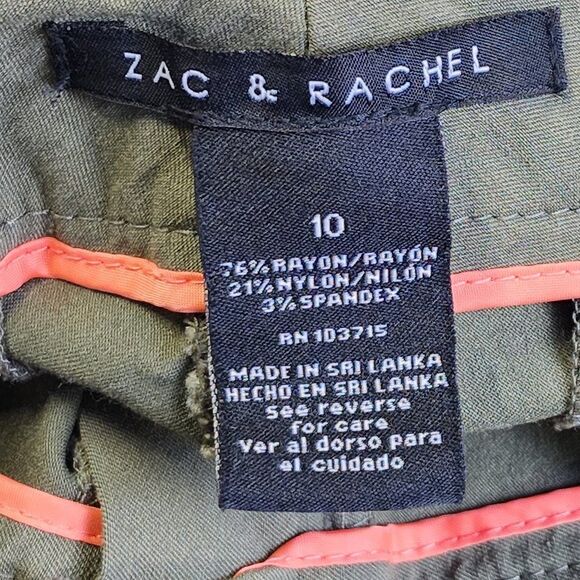 ZAC & RACHEL
10
76% RAYON/RAYÓN
21% NYLON/NILÓN
3% SPANDEX
RN 103715
MADE IN SRI LANKA
HECHO EN SRI LANKA
See reverse
for care
Ver al dorso para
el cuidado